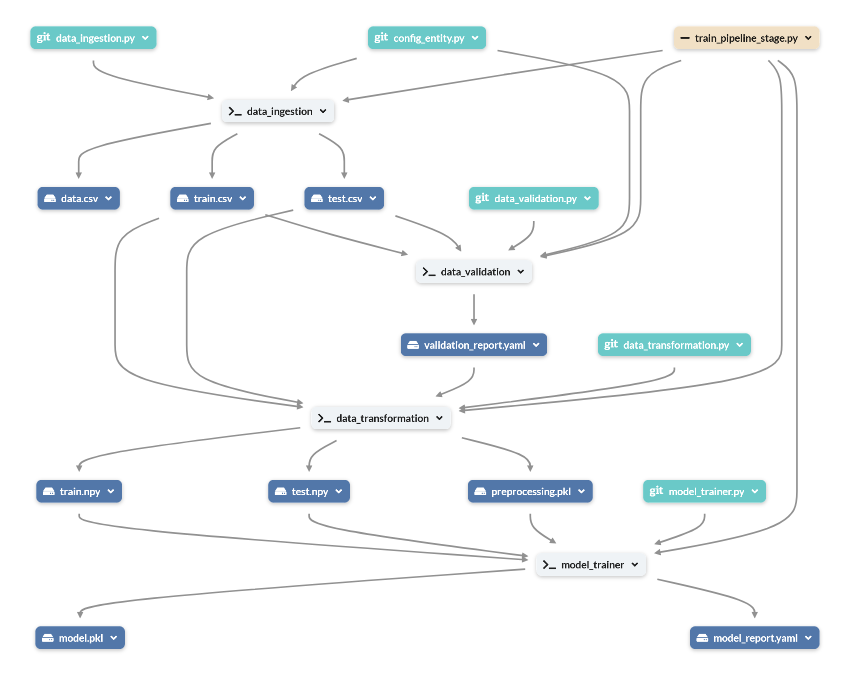 git data_ingestion.py
git config_entity.py
train_pipeline_stage.py
>_ data_ingestion
data.csv
train.csv
test.csv
git data_validation.py
>_ data_validation
validation_report.yaml
git data_transformation.py
>_ data_transformation
train.npy
test.npy
preprocessing.pkl
git model_trainer.py
>_ model_trainer
model.pkl
model_report.yaml